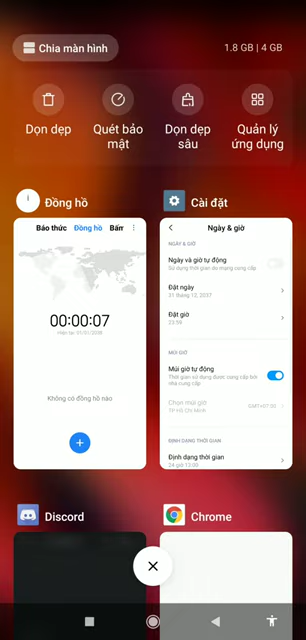 Chia màn hình
1.8 GB | 4 GB
Dọn dẹp
Quét bảo mật
Dọn dẹp sâu
Quản lý ứng dụng
Đồng hồ
Báo thức Đồng hồ Bấm
00:00:07
Không có đồng hồ nào
Cài đặt
Ngày & giờ
NGÀY & GIỜ
Ngày và giờ tự động
Sử dụng thời gian do mạng cung cấp
Đặt ngày
31 tháng 12, 2037
Đặt giờ
23:59
MÚI GIỜ
Múi giờ tự động
Thời gian sử dụng được cung cấp bởi
nhà cung cấp
Chọn múi giờ
TP Hồ Chí Minh
GMT+07:00
ĐỊNH DẠNG THỜI GIAN
Định dạng thời gian
24 giờ 13:00
Discord
Chrome